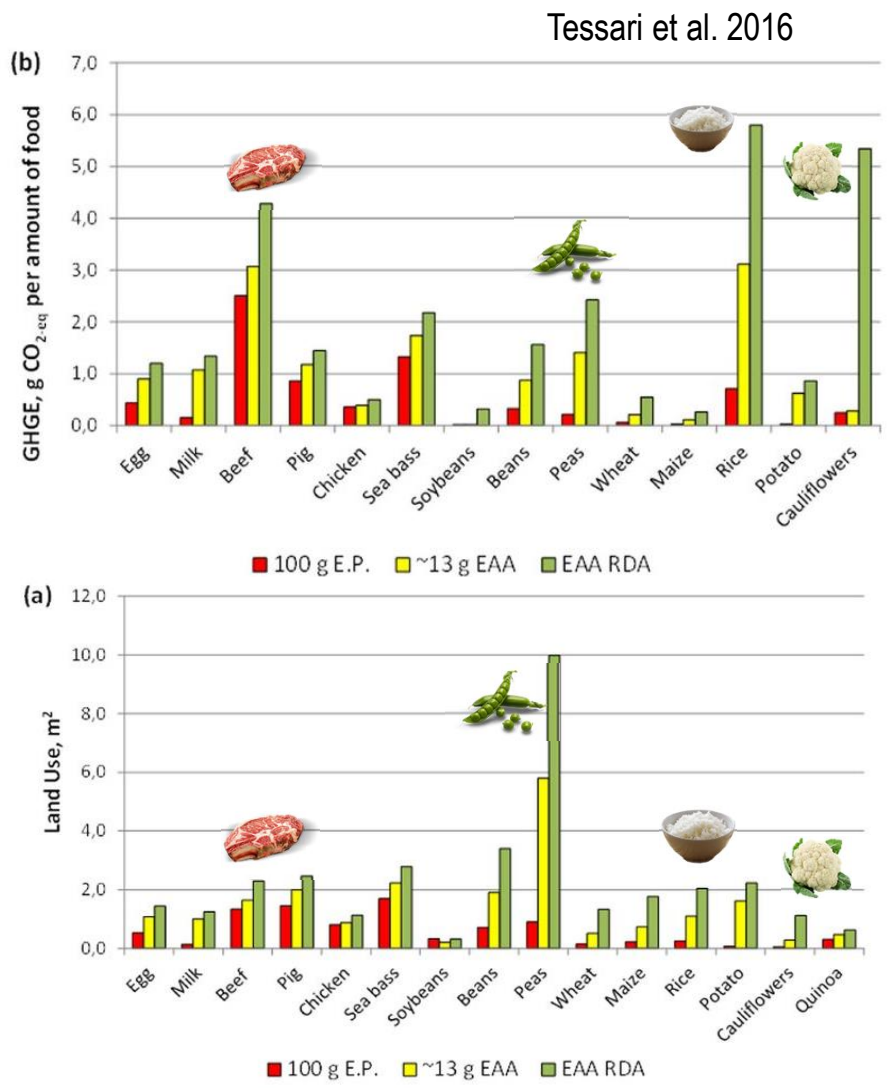 Tessari et al. 2016
(b)
GHGE, g CO2-eq per amount of food
7,0
6,0
5,0
4,0
3,0
2,0
1,0
0,0
Egg
Milk
Beef
Pig
Chicken
Sea bass
Soybeans
Beans
Peas
Wheat
Maize
Rice
Potato
Cauliflowers
100 g E.P. ~13 g EAA EAA RDA
(a)
Land Use, m²
12,0
10,0
8,0
6,0
4,0
2,0
0,0
Egg
Milk
Beef
Pig
Chicken
Sea bass
Soybeans
Beans
Peas
Wheat
Maize
Rice
Potato
Cauliflowers
Quinoa
100 g E.P. ~13 g EAA EAA RDA